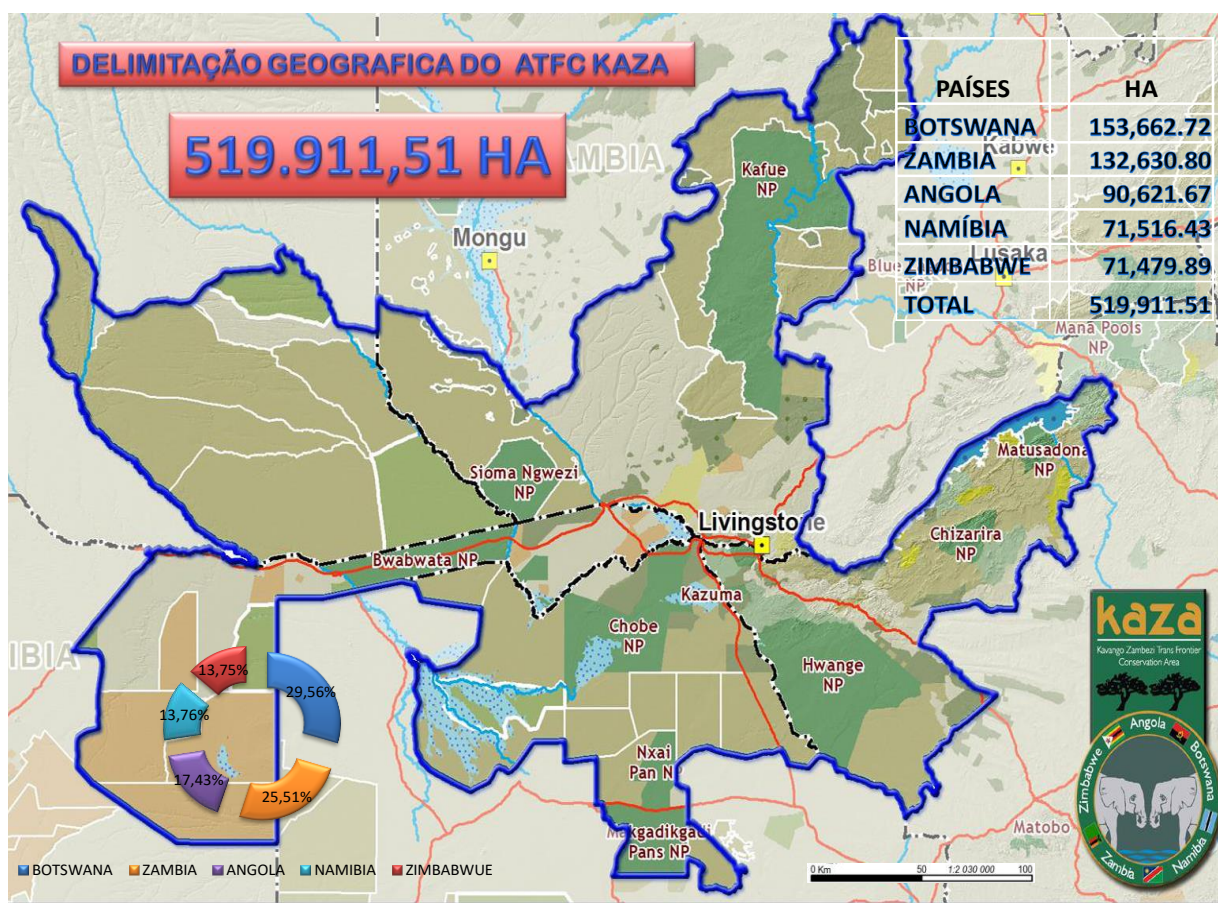 DELIMITAÇÃO GEOGRAFICA DO ATFC KAZA
519.911,51 HA
PAÍSES HA
BOTSWANA 153,662.72
ZAMBIA 132,630.80
ANGOLA 90,621.67
NAMÍBIA 71,516.43
ZIMBABWE 71,479.89
TOTAL 519,911.51
AMBIA
Kafue
NP
Kabwe
Mongu
Lusaka
NP
Mana Pools
NP
Sioma Ngwezi
NP
Matusadona
NP
Livingstone
Chizarira
NP
Bwabwata NP
Kazuma
Chobe
NP
Hwange
NP
IBIA
Nxai
Pan NP
Makgadikgadi
Pans NP
Matobo
13,75%
29,56%
13,76%
17,43%
25,51%
BOTSWANA ZAMBIA ANGOLA NAMIBIA ZIMBABWUE
0 Km 50 1:2 030 000 100
kaza
Kavango Zambezi Trans Frontier
Conservation Area
Angola
Botswana
Namibia
Zambia
Zimbabwe